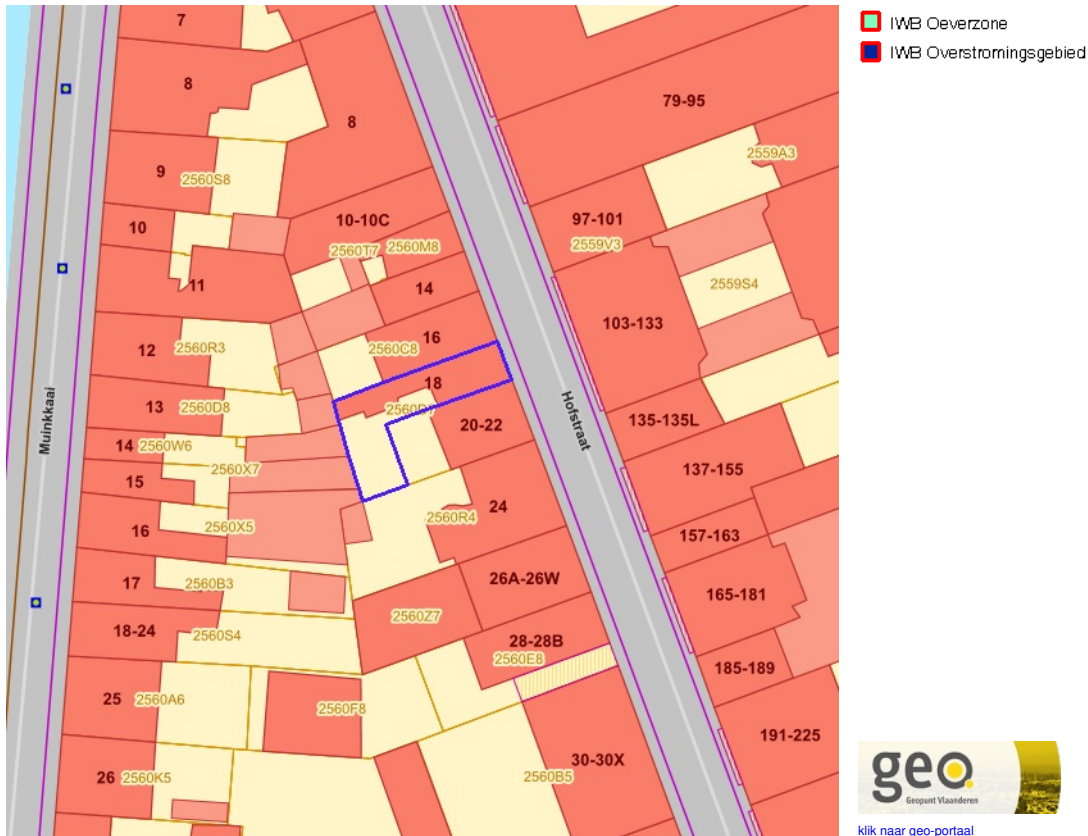 7
8
8
79-95
2559A3
9
2560S8
10
10-10C
2560T7
2560M8
97-101
2559V3
11
14
2559S4
12
2560R3
2560C8
16
103-133
18
13
2560D8
Muinkkaai
Hofstraat
20-22
135-135L
14
2560W6
2560X7
137-155
15
16
2560X5
2560R4
24
157-163
17
2560B3
26A-26W
165-181
18-24
2560S4
2560Z7
28-28B
2560E8
185-189
25
2560A6
2560F8
191-225
26
2560K5
2560B5
30-30X
IWB Oeverzone
IWB Overstromingsgebied
geo.
Geopunt Vlaanderen
klik naar geo-portaal